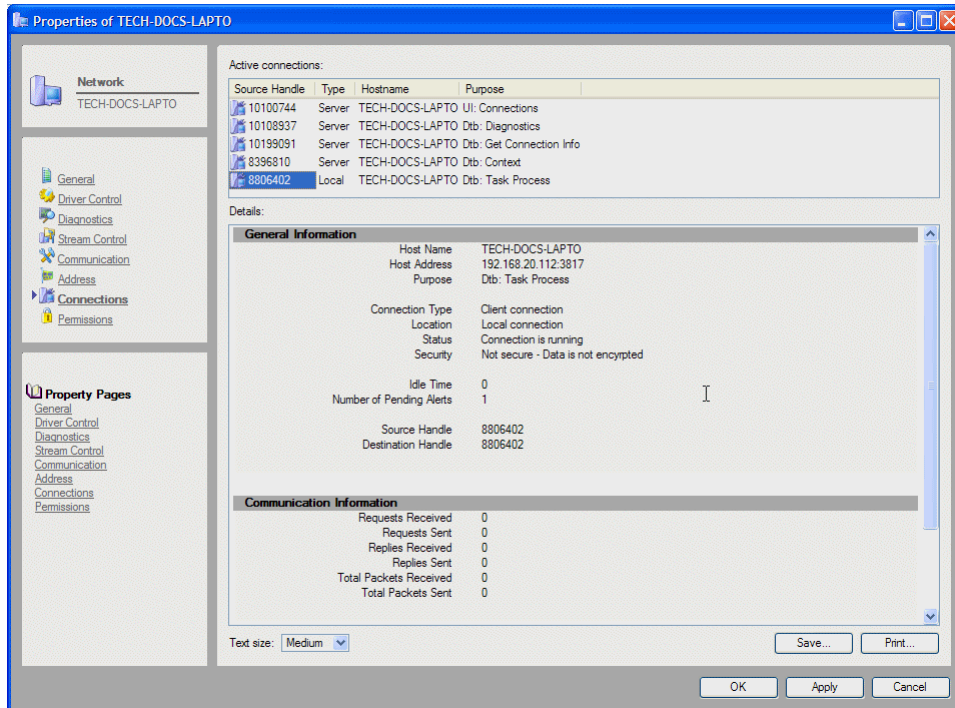 Properties of TECH-DOCS-LAPTO
Network
TECH-DOCS-LAPTO
General
Driver Control
Diagnostics
Stream Control
Communication
Address
Connections
Permissions
Property Pages
General
Driver Control
Diagnostics
Stream Control
Communication
Address
Connections
Permissions
Active connections:
Source Handle Type Hostname Purpose
10100744 Server TECH-DOCS-LAPTO UI: Connections
10108937 Server TECH-DOCS-LAPTO Dtb: Diagnostics
10199091 Server TECH-DOCS-LAPTO Dtb: Get Connection Info
8396810 Server TECH-DOCS-LAPTO Dtb: Context
8806402 Local TECH-DOCS-LAPTO Dtb: Task Process
Details:
General Information
Host Name TECH-DOCS-LAPTO
Host Address 192.168.20.112:3817
Purpose Dtb: Task Process
Connection Type Client connection
Location Local connection
Status Connection is running
Security Not secure - Data is not encyrpted
Idle Time 0
Number of Pending Alerts 1
Source Handle 8806402
Destination Handle 8806402
Communication Information
Requests Received 0
Requests Sent 0
Replies Received 0
Replies Sent 0
Total Packets Received 0
Total Packets Sent 0
Text size: Medium
Save... Print...
OK Apply Cancel